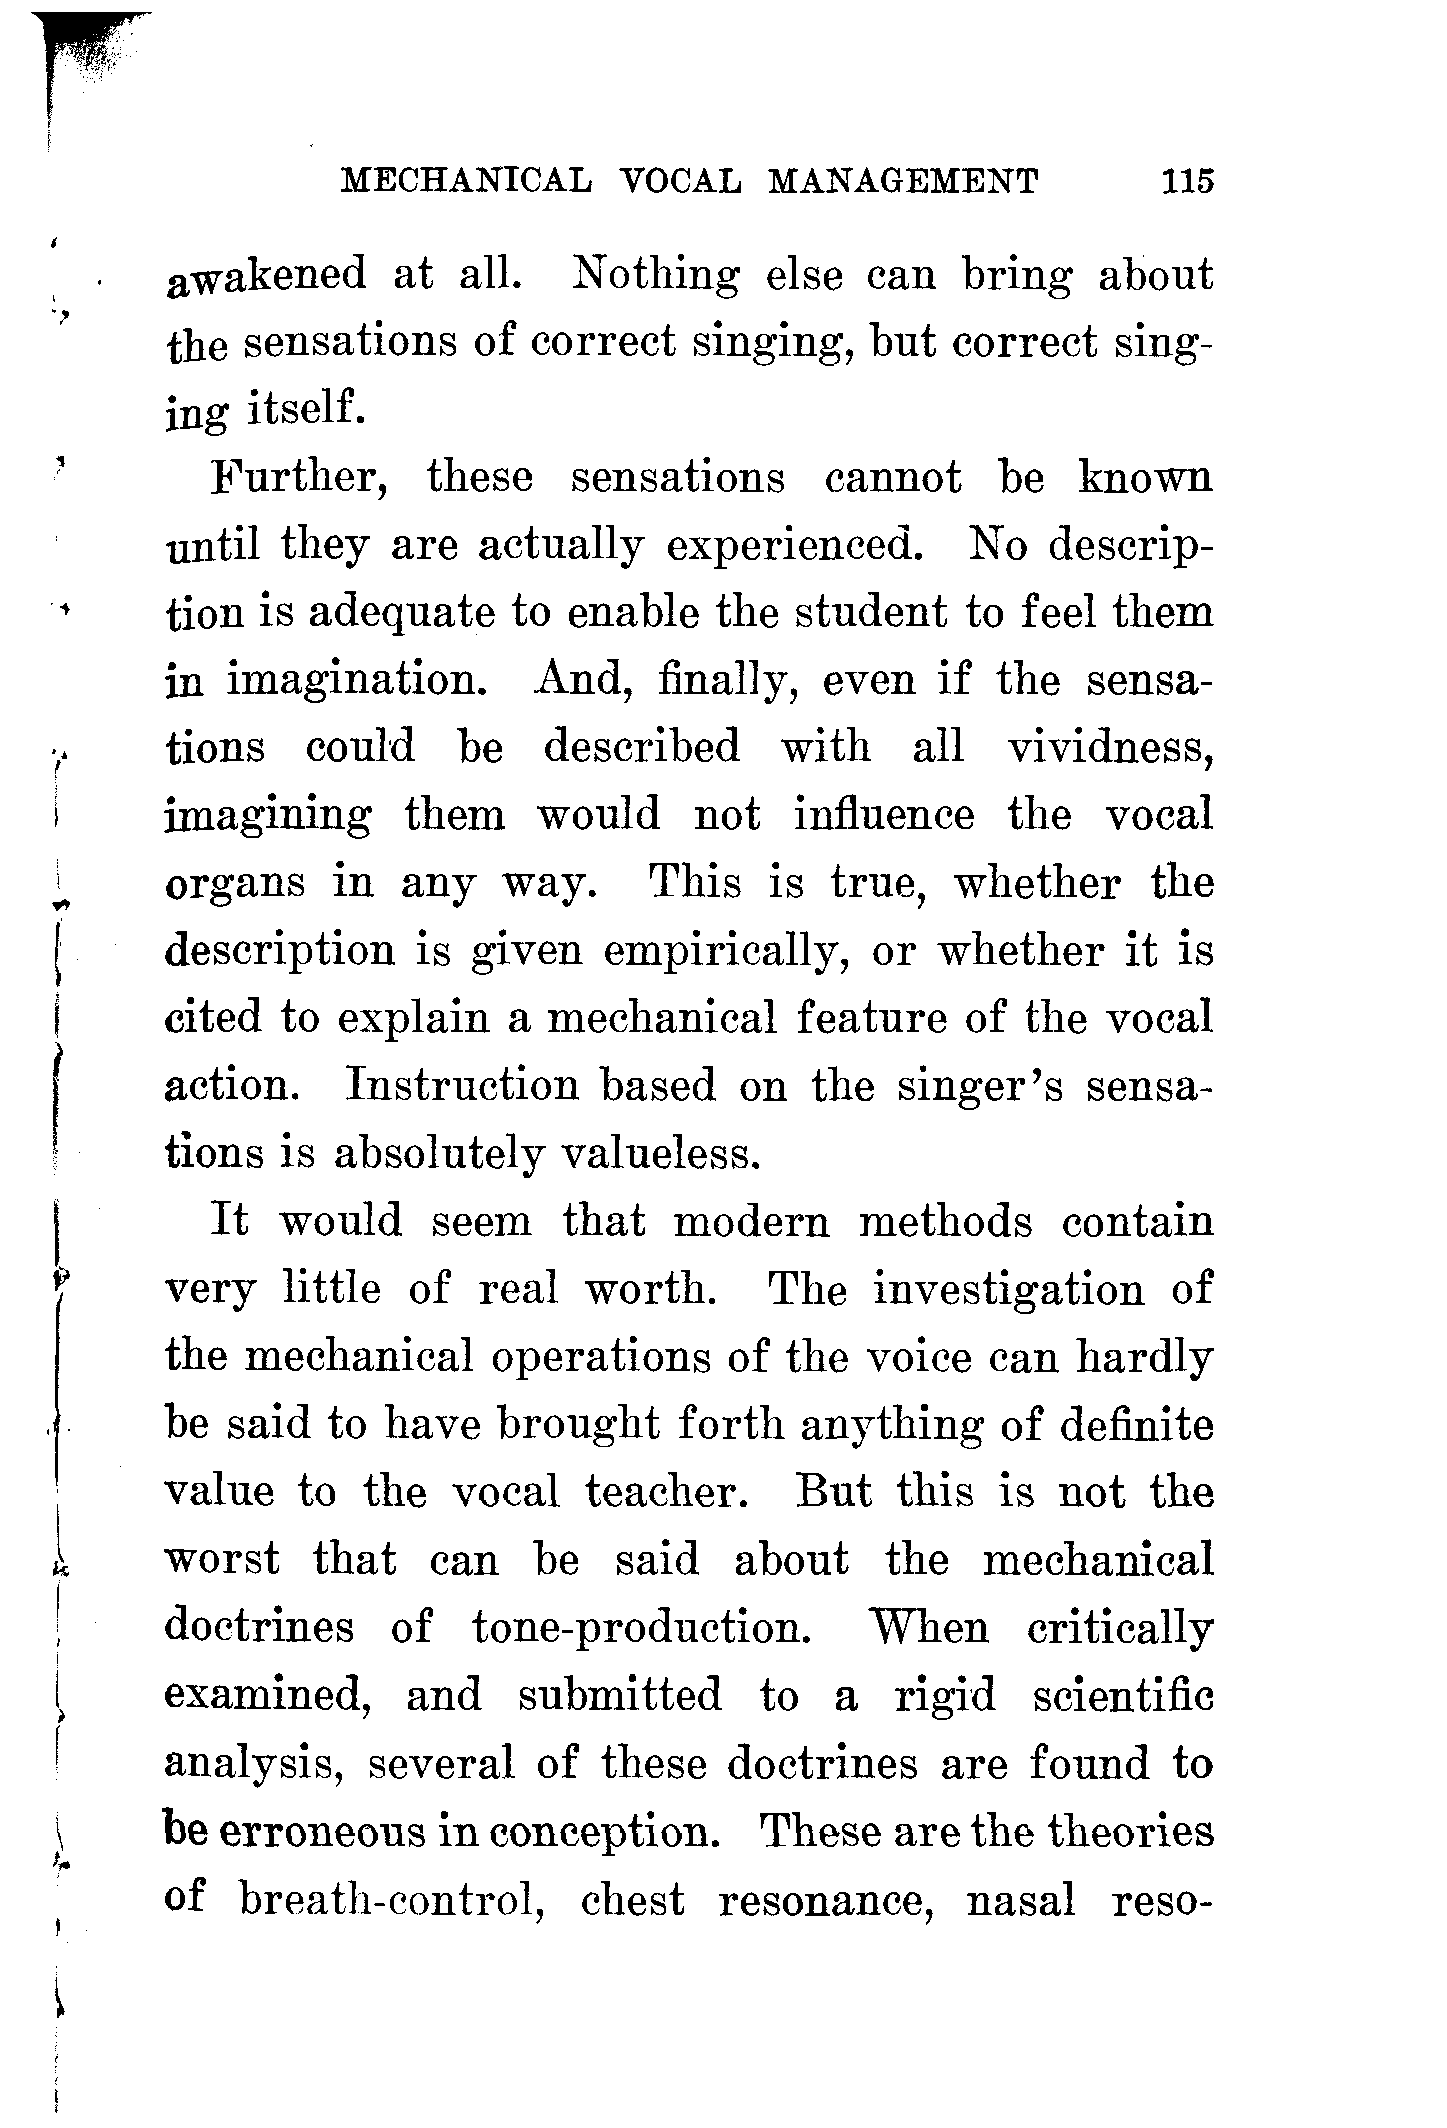 MECHANICAL VOCAL MANAGEMENT 115
awakened at all. Nothing else can bring about
the sensations of correct singing, but correct sing-
ing itself.
Further, these sensations cannot be known
until they are actually experienced. No descrip-
tion is adequate to enable the student to feel them
in imagination. And, finally, even if the sensa-
tions could be described with all vividness,
imagining them would not influence the vocal
organs in any way. This is true, whether the
description is given empirically, or whether it is
cited to explain a mechanical feature of the vocal
action. Instruction based on the singer's sensa-
tions is absolutely valueless.
It would seem that modern methods contain
very little of real worth. The investigation of
the mechanical operations of the voice can hardly
be said to have brought forth anything of definite
value to the vocal teacher. But this is not the
worst that can be said about the mechanical
doctrines of tone-production. When critically
examined, and submitted to a rigid scientific
analysis, several of these doctrines are found to
be erroneous in conception. These are the theories
of breath-control, chest resonance, nasal reso-